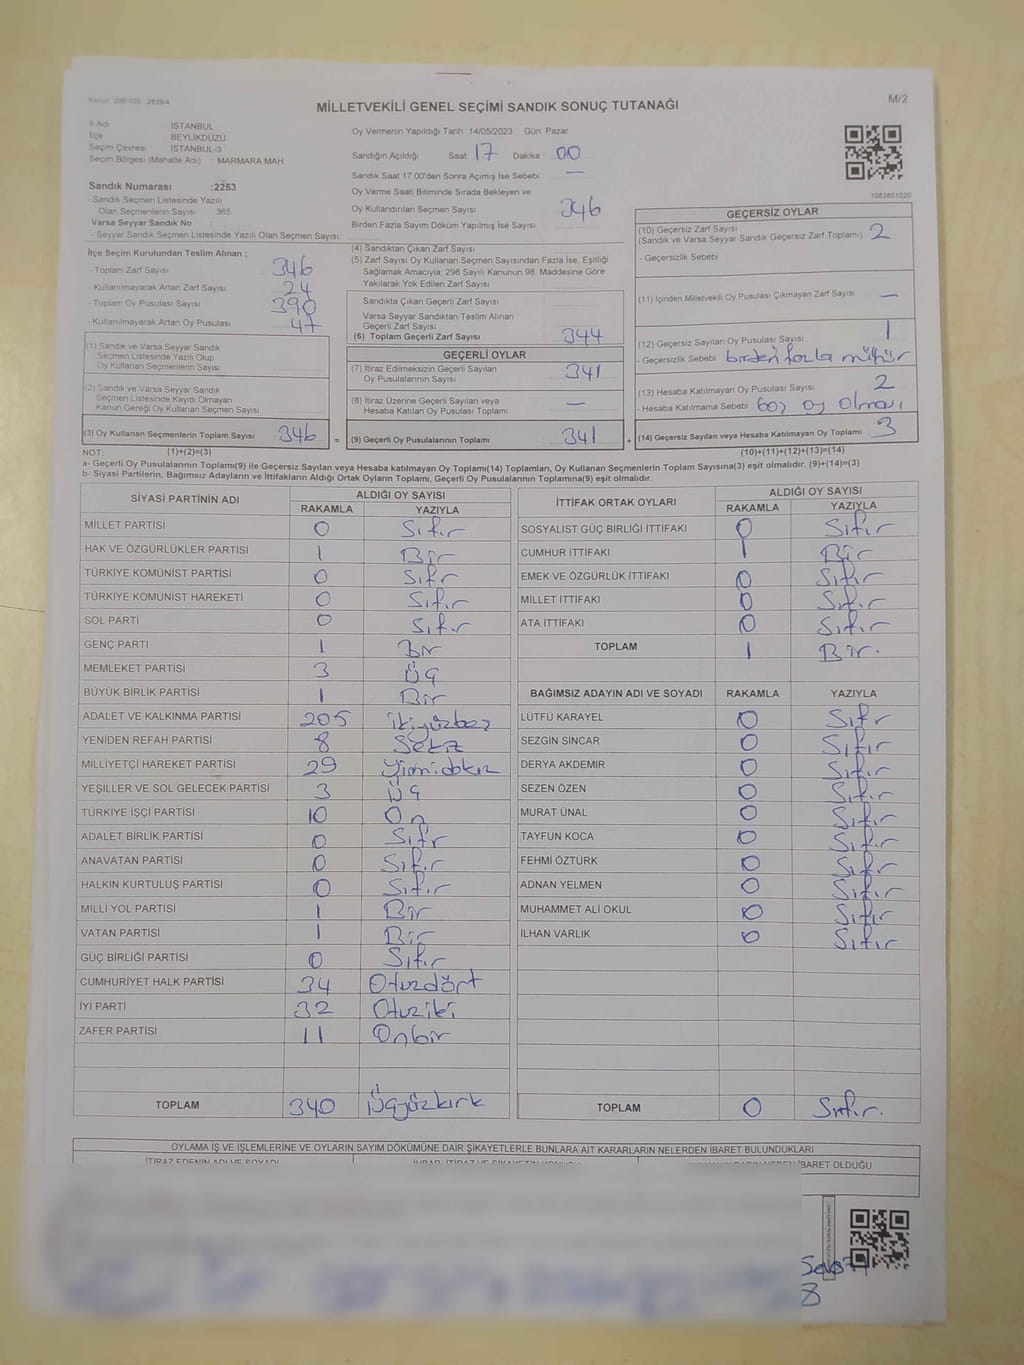 Kanun: 298/105 - 2839/4
MİLLETVEKİLİ GENEL SEÇİMİ SANDIK SONUÇ TUTANAĞI
M/2
İl Adı İSTANBUL
İlçe BEYLİKDÜZÜ
Seçim Çevresi İSTANBUL-3
Seçim Bölgesi (Mahalle Adı) : MARMARA MAH
Sandık Numarası :2253
- Sandık Seçmen Listesinde Yazılı
Olan Seçmenlerin Sayısı : 365
Varsa Seyyar Sandık No
- Seyyar Sandık Seçmen Listesinde Yazılı Olan Seçmen Sayısı:
Oy Vermenin Yapıldığı Tarih :14/05/2023 Gün: Pazar
Sandığın Açıldığı Saat 17 Dakika 00
Sandık Saat 17:00'den Sonra Açımış İse Sebebi : —
Oy Verme Saati Bitiminde Sırada Bekleyen ve
Oy Kullandırılan Seçmen Sayısı 346
Birden Fazla Sayım Döküm Yapılmış İse Sayısı
1083851020
İlçe Seçim Kurulundan Teslim Alınan ;
- Toplam Zarf Sayısı 346
- Kullanılmayarak Artan Zarf Sayısı 24
- Toplam Oy Pusulası Sayısı 390
- Kullanılmayarak Artan Oy Pusulası 47
(1) Sandık ve Varsa Seyyar Sandık
Seçmen Listesinde Yazılı Olup
Oy Kullanan Seçmenlerin Sayısı
(2) Sandık ve Varsa Seyyar Sandık
Seçmen Listesinde Kayıtlı Olmayan
Kanun Gereği Oy Kullanan Seçmen Sayısı
(3) Oy Kullanan Seçmenlerin Toplam Sayısı 346 =
(4) Sandıktan Çıkan Zarf Sayısı
(5) Zarf Sayısı Oy Kullanan Seçmen Sayısından Fazla İse, Eşitliği
Sağlamak Amacıyla; 298 Sayılı Kanunun 98. Maddesine Göre
Yakılarak Yok Edilen Zarf Sayısı
Sandıkta Çıkan Geçerli Zarf Sayısı
Varsa Seyyar Sandıktan Teslim Alınan
Geçerli Zarf Sayısı
(6) Toplam Geçerli Zarf Sayısı 344
GEÇERLİ OYLAR
(7) İtiraz Edilmeksizin Geçerli Sayılan
Oy Pusulalarının Sayısı 341
(8) İtiraz Üzerine Geçerli Sayılan veya
Hesaba Katılan Oy Pusulası Toplamı —
(9) Geçerli Oy Pusulalarının Toplamı 341 +
GEÇERSİZ OYLAR
(10) Geçersiz Zarf Sayısı
(Sandık ve Varsa Seyyar Sandık Geçersiz Zarf Toplamı) 2
- Geçersizlik Sebebi
(11) İçinden Milletvekili Oy Pusulası Çıkmayan Zarf Sayısı —
(12) Geçersiz Sayılan Oy Pusulası Sayısı 1
- Geçersizlik Sebebi birden fazla mühür
(13) Hesaba Katılmayan Oy Pusulası Sayısı 2
- Hesaba Katılmama Sebebi boş oy olması
(14) Geçersiz Sayılan veya Hesaba Katılmayan Oy Toplamı 3
NOT: (1)+(2)=(3) (10)+(11)+(12)+(13)=(14)
a- Geçerli Oy Pusulalarının Toplamı(9) ile Geçersiz Sayılan veya Hesaba katılmayan Oy Toplamı(14) Toplamları, Oy Kullanan Seçmenlerin Toplam Sayısına(3) eşit olmalıdır. (9)+(14)=(3)
b- Siyasi Partilerin, Bağımsız Adayların ve İttifakların Aldığı Ortak Oyların Toplamı, Geçerli Oy Pusulalarının Toplamına(9) eşit olmalıdır.
SİYASİ PARTİNİN ADI ALDIĞI OY SAYISI
RAKAMLA YAZIYLA
MİLLET PARTİSİ 0 Sıfır
HAK VE ÖZGÜRLÜKLER PARTİSİ 1 Bir
TÜRKİYE KOMÜNİST PARTİSİ 0 Sıfır
TÜRKİYE KOMÜNİST HAREKETİ 0 Sıfır
SOL PARTİ 0 Sıfır
GENÇ PARTİ 1 Bir
MEMLEKET PARTİSİ 3 Üç
BÜYÜK BİRLİK PARTİSİ 1 Bir
ADALET VE KALKINMA PARTİSİ 205 ikiyüzbeş
YENİDEN REFAH PARTİSİ 8 Sekiz
MİLLİYETÇİ HAREKET PARTİSİ 29 Yirmidokuz
YEŞİLLER VE SOL GELECEK PARTİSİ 3 Üç
TÜRKİYE İŞÇİ PARTİSİ 10 On
ADALET BİRLİK PARTİSİ 0 Sıfır
ANAVATAN PARTİSİ 0 Sıfır
HALKIN KURTULUŞ PARTİSİ 0 Sıfır
MİLLİ YOL PARTİSİ 1 Bir
VATAN PARTİSİ 1 Bir
GÜÇ BİRLİĞİ PARTİSİ 0 Sıfır
CUMHURİYET HALK PARTİSİ 34 Otuzdört
İYİ PARTİ 32 Otuziki
ZAFER PARTİSİ 11 Onbir
TOPLAM 340 Üçyüzkırk
İTTİFAK ORTAK OYLARI ALDIĞI OY SAYISI
RAKAMLA YAZIYLA
SOSYALİST GÜÇ BİRLİĞİ İTTİFAKI 0 Sıfır
CUMHUR İTTİFAKI 1 Bir
EMEK VE ÖZGÜRLÜK İTTİFAKI 0 Sıfır
MİLLET İTTİFAKI 0 Sıfır
ATA İTTİFAKI 0 Sıfır
TOPLAM 1 Bir.
BAĞIMSIZ ADAYIN ADI VE SOYADI RAKAMLA YAZIYLA
LÜTFÜ KARAYEL 0 Sıfır
SEZGİN SİNCAR 0 Sıfır
DERYA AKDEMİR 0 Sıfır
SEZEN ÖZEN 0 Sıfır
MURAT ÜNAL 0 Sıfır
TAYFUN KOCA 0 Sıfır
FEHMİ ÖZTÜRK 0 Sıfır
ADNAN YELMEN 0 Sıfır
MUHAMMET ALİ OKUL 0 Sıfır
İLHAN VARLIK 0 Sıfır
TOPLAM 0 Sıfır.
OYLAMA İŞ VE İŞLEMLERİNE VE OYLARIN SAYIM DÖKÜMÜNE DAİR ŞİKAYETLERLE BUNLARA AİT KARARLARIN NELERDEN İBARET BULUNDUKLARI
İTİRAZ EDENİN ADI VE SOYADI İBARET OLDUĞU